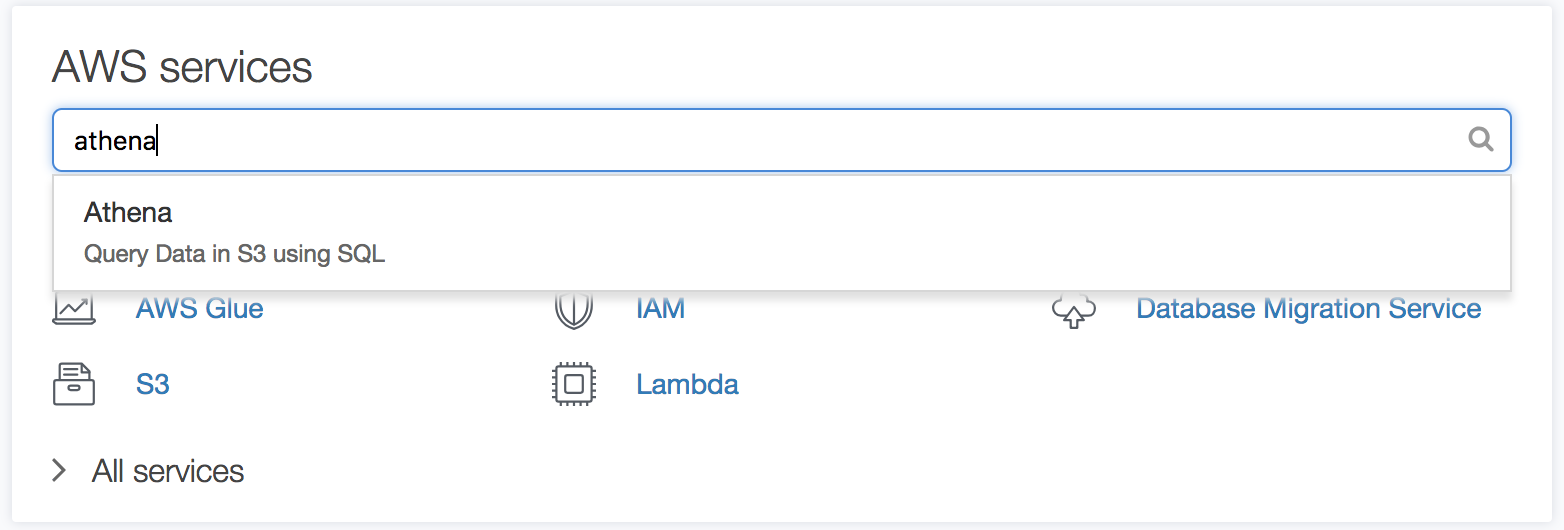 AWS services
athena
Athena
Query Data in S3 using SQL
AWS Glue
IAM
Database Migration Service
S3
Lambda
All services